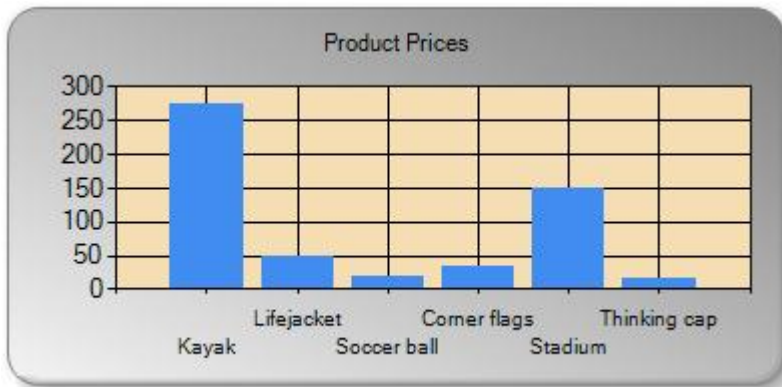 Product Prices
300
250
200
150
100
50
0
Lifejacket Corner flags Thinking cap
Kayak Soccer ball Stadium